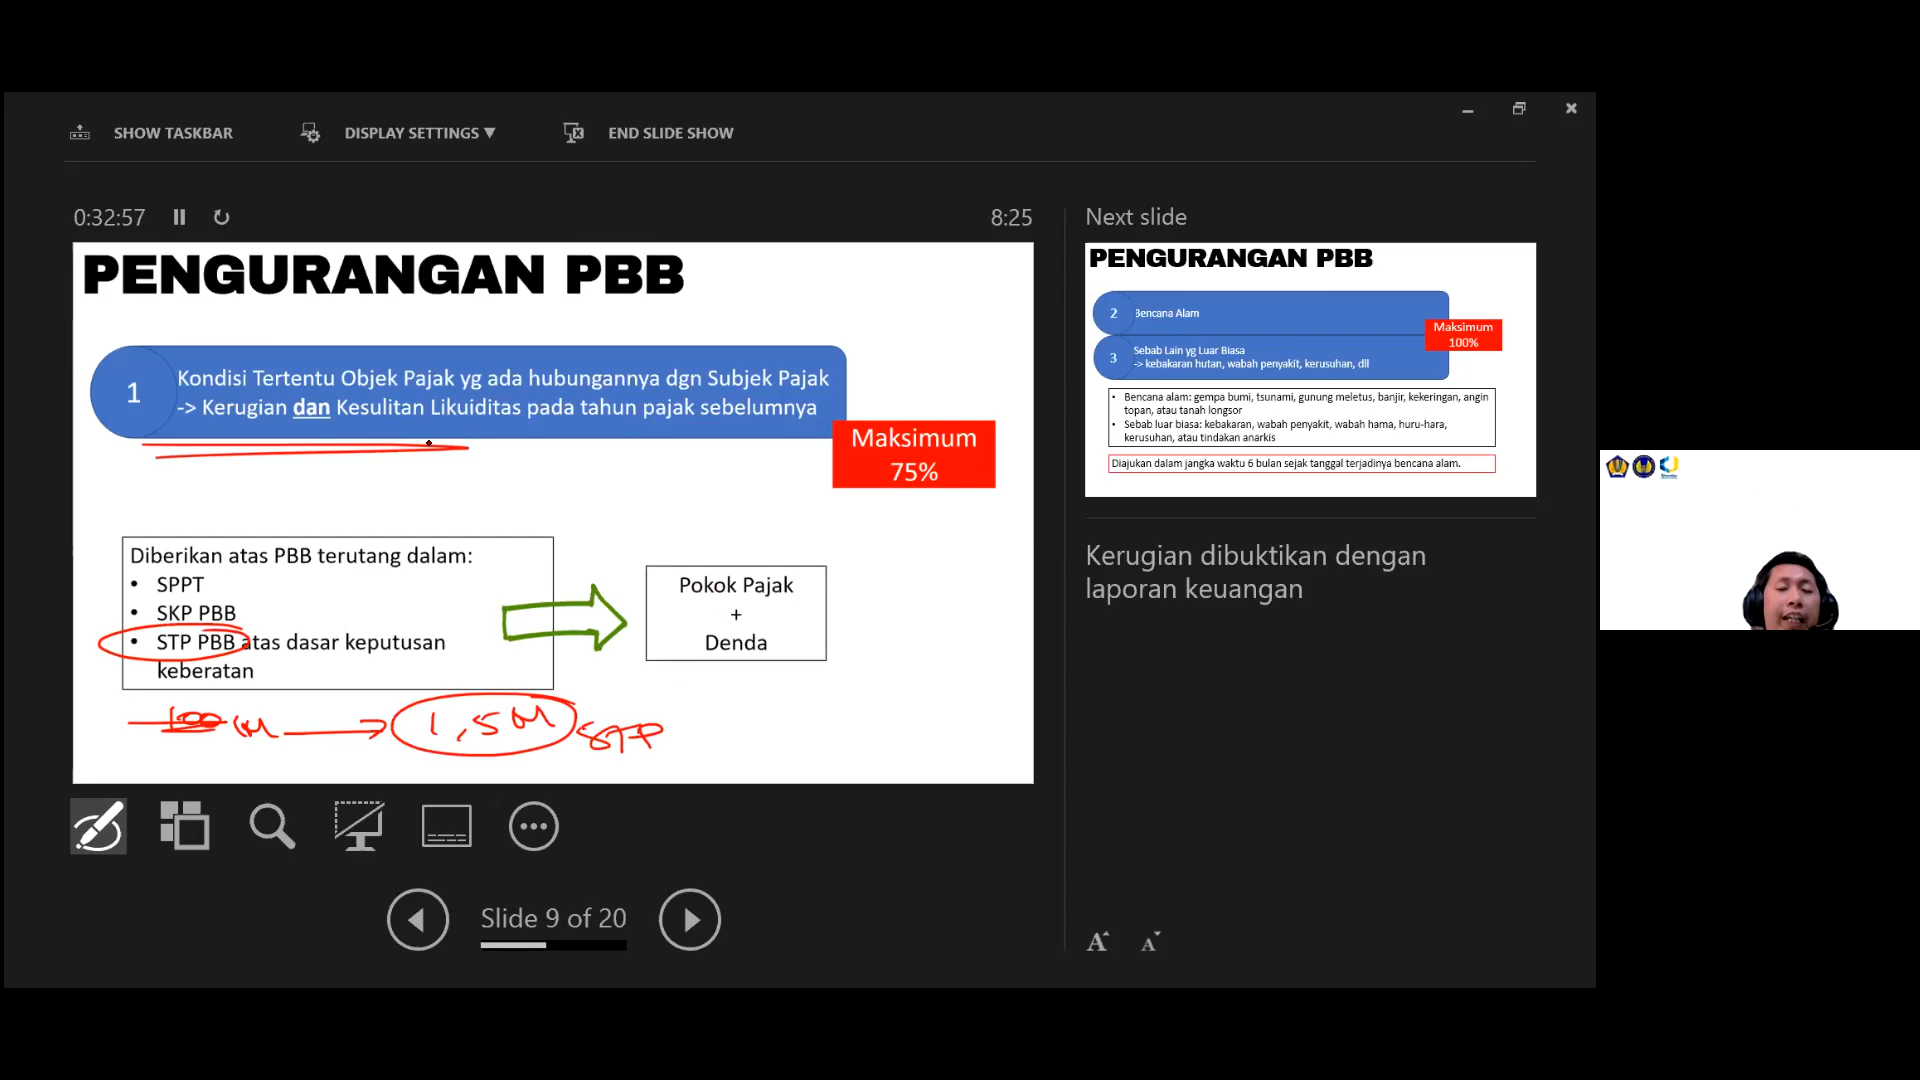 SHOW TASKBAR
DISPLAY SETTINGS ▼
END SLIDE SHOW
0:32:57
8:25
PENGURANGAN PBB
1
Kondisi Tertentu Objek Pajak yg ada hubungannya dgn Subjek Pajak
-> Kerugian dan Kesulitan Likuiditas pada tahun pajak sebelumnya
Maksimum
75%
Diberikan atas PBB terutang dalam:
• SPPT
• SKP PBB
• STP PBB atas dasar keputusan
keberatan
Pokok Pajak
+
Denda
1,5 M
STP
Slide 9 of 20
Next slide
PENGURANGAN PBB
2
Bencana Alam
3
Sebab Lain yg Luar Biasa
-> kebakaran hutan, wabah penyakit, kerusuhan, dll
Maksimum
100%
• Bencana alam: gempa bumi, tsunami, gunung meletus, banjir, kekeringan, angin
topan, atau tanah longsor
• Sebab luar biasa: kebakaran, wabah penyakit, wabah hama, huru-hara,
kerusuhan, atau tindakan anarkis
Diajukan dalam jangka waktu 6 bulan sejak tanggal terjadinya bencana alam.
Kerugian dibuktikan dengan
laporan keuangan
A A